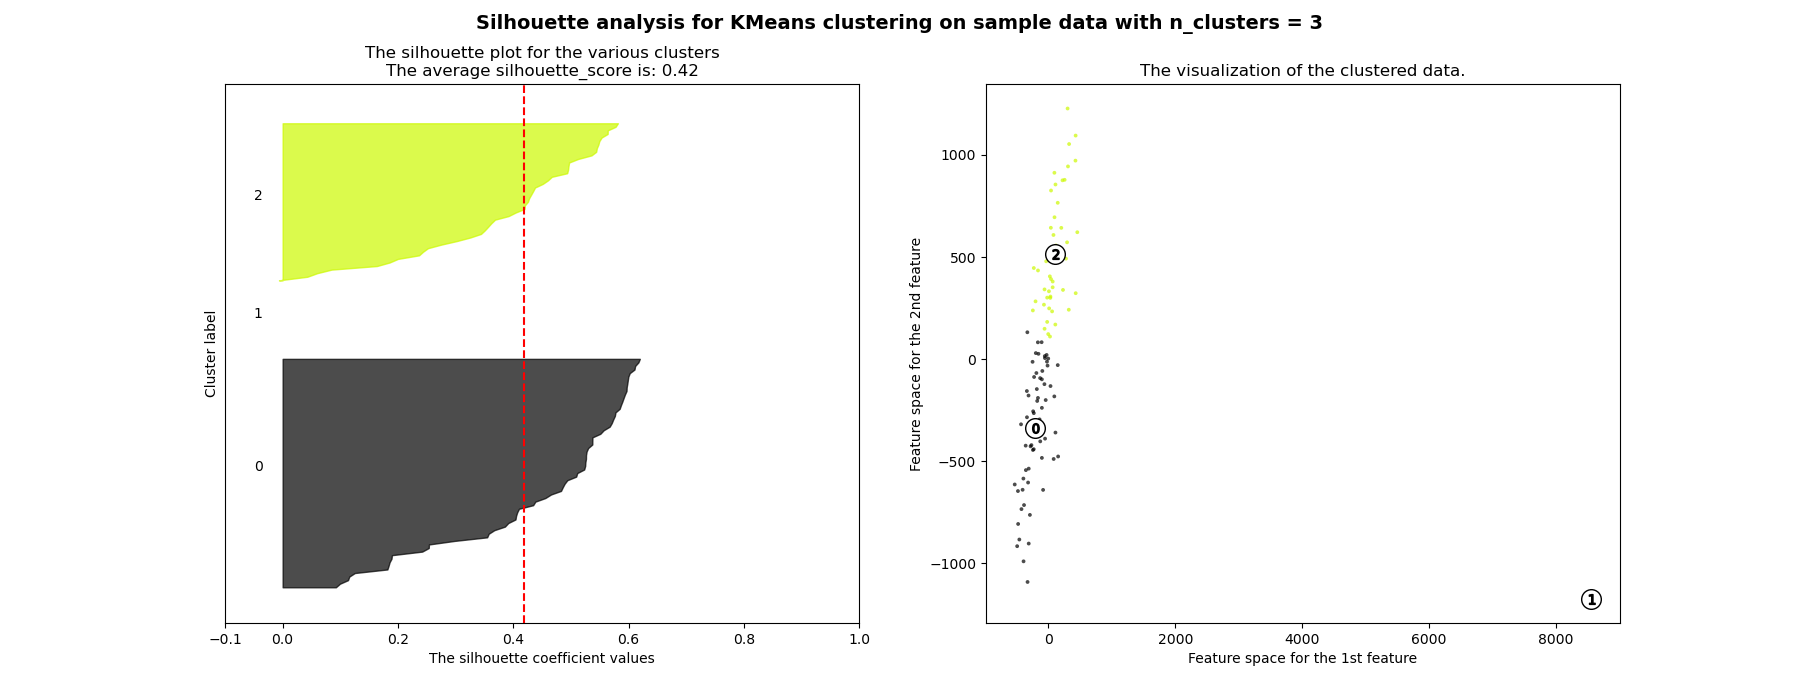 Silhouette analysis for KMeans clustering on sample data with n_clusters = 3
The silhouette plot for the various clusters
The average silhouette_score is: 0.42
2
1
0
Cluster label
−0.1 0.0 0.2 0.4 0.6 0.8 1.0
The silhouette coefficient values
The visualization of the clustered data.
1000
500
0
−500
−1000
Feature space for the 2nd feature
2
0
1
0 2000 4000 6000 8000
Feature space for the 1st feature